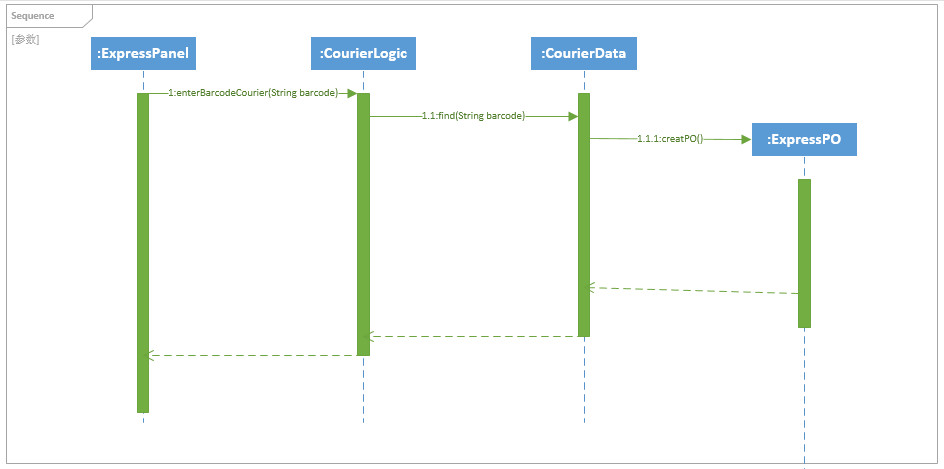 Sequence
[参数]
:ExpressPanel
:CourierLogic
:CourierData
1:enterBarcodeCourier(String barcode)
1.1:find(String barcode)
1.1.1:creatPO()
:ExpressPO